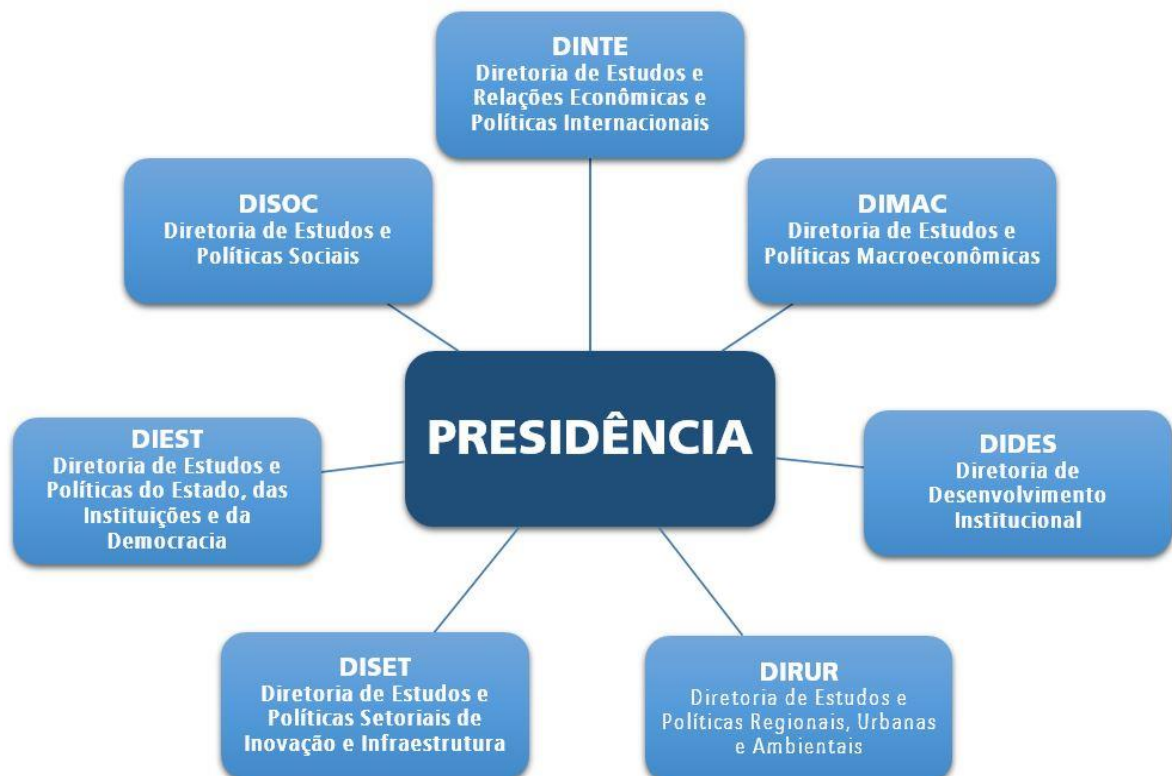 DINTE
Diretoria de Estudos e
Relações Econômicas e
Políticas Internacionais
DISOC
Diretoria de Estudos e
Políticas Sociais
DIMAC
Diretoria de Estudos e
Políticas Macroeconômicas
PRESIDÊNCIA
DIEST
Diretoria de Estudos e
Políticas do Estado, das
Instituições e da
Democracia
DIDES
Diretoria de
Desenvolvimento
Institucional
DISET
Diretoria de Estudos e
Políticas Setoriais de
Inovação e Infraestrutura
DIRUR
Diretoria de Estudos e
Políticas Regionais, Urbanas
e Ambientais